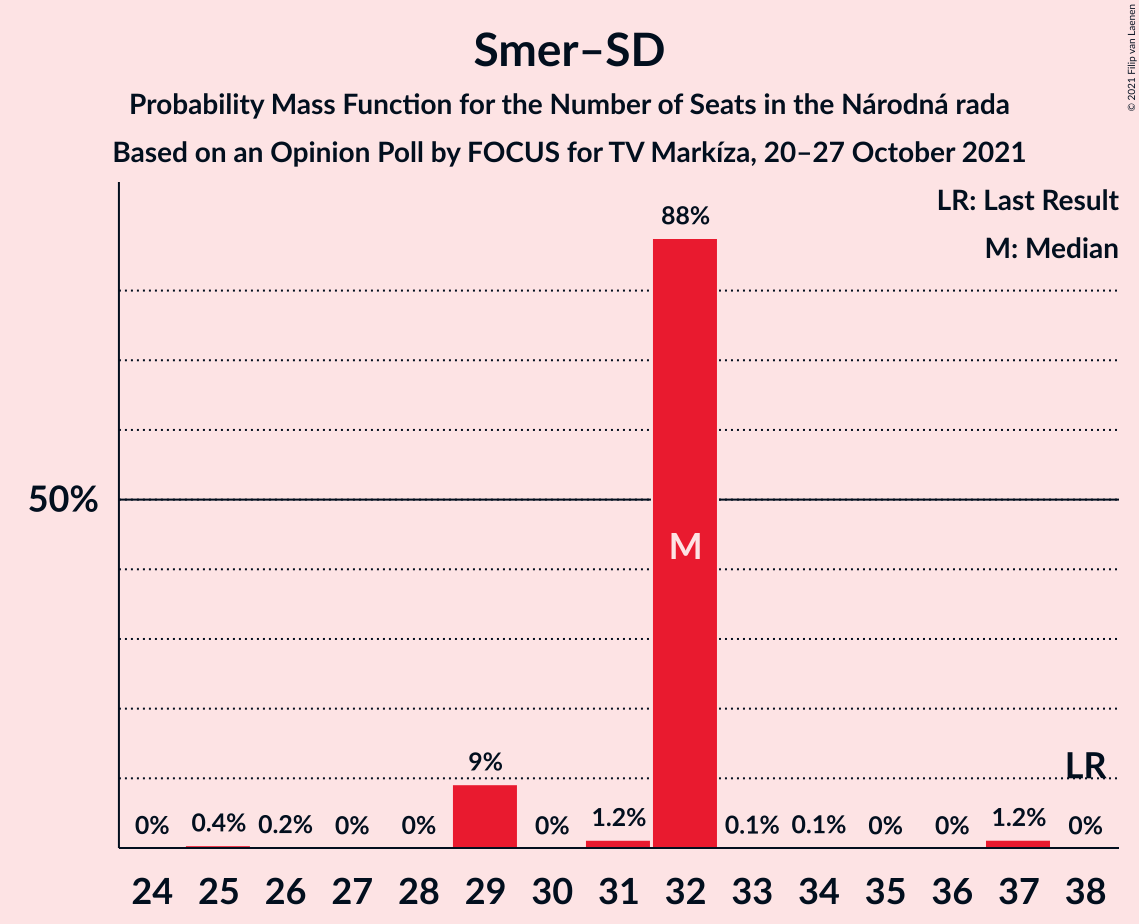 Smer–SD
Probability Mass Function for the Number of Seats in the Národná rada
Based on an Opinion Poll by FOCUS for TV Markíza, 20–27 October 2021
© 2021 Filip van Laenen
LR: Last Result
M: Median
88%
50%
M
9%
LR
0% 0.4% 0.2% 0% 0% 0% 1.2% 0.1% 0.1% 0% 0% 1.2% 0%
24 25 26 27 28 29 30 31 32 33 34 35 36 37 38